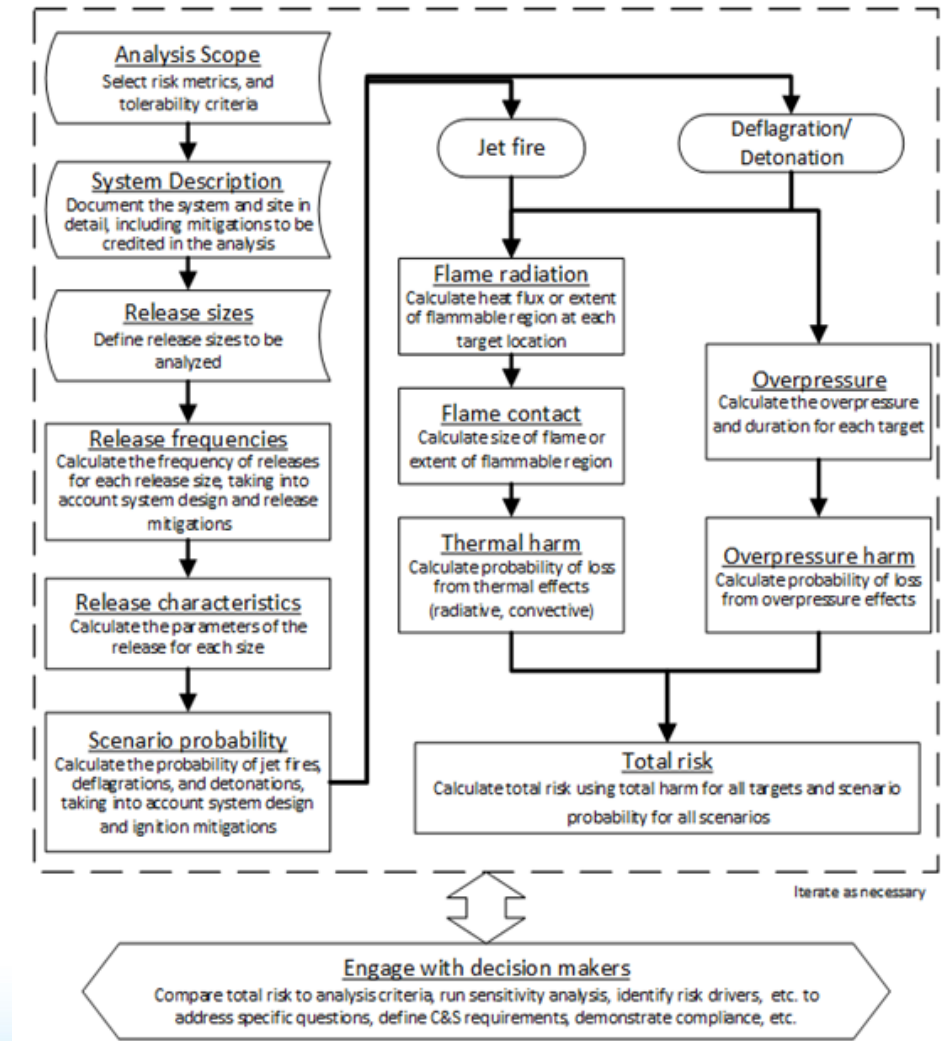 Analysis Scope
Select risk metrics, and
tolerability criteria
System Description
Document the system and site in
detail, including mitigations to be
credited in the analysis
Release sizes
Define release sizes to be
analyzed
Release frequencies
Calculate the frequency of releases
for each release size, taking into
account system design and release
mitigations
Release characteristics
Calculate the parameters of the
release for each size
Scenario probability
Calculate the probability of jet fires,
deflagrations, and detonations,
taking into account system design
and ignition mitigations
Jet fire
Deflagration/
Detonation
Flame radiation
Calculate heat flux or extent
of flammable region at each
target location
Flame contact
Calculate size of flame or
extent of flammable region
Thermal harm
Calculate probability of loss
from thermal effects
(radiative, convective)
Overpressure
Calculate the overpressure
and duration for each target
Overpressure harm
Calculate probability of loss
from overpressure effects
Total risk
Calculate total risk using total harm for all targets and scenario
probability for all scenarios
Iterate as necessary
Engage with decision makers
Compare total risk to analysis criteria, run sensitivity analysis, identify risk drivers, etc. to
address specific questions, define C&S requirements, demonstrate compliance, etc.